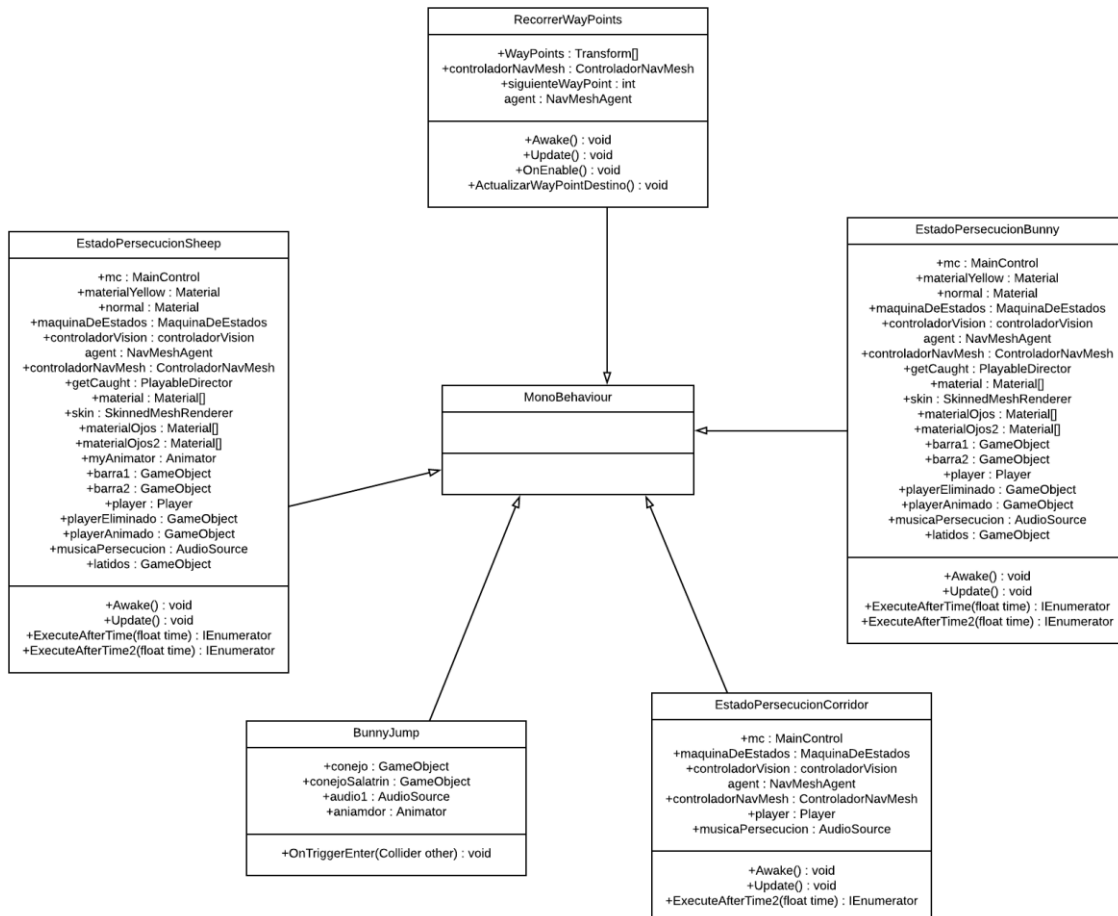 RecorrerWayPoints
+WayPoints : Transform[]
+controladorNavMesh : ControladorNavMesh
+siguienteWayPoint : int
agent : NavMeshAgent
+Awake() : void
+Update() : void
+OnEnable() : void
+ActualizarWayPointDestino() : void
EstadoPersecucionSheep
+mc : MainControl
+materialYellow : Material
+normal : Material
+maquinaDeEstados : MaquinaDeEstados
+controladorVision : controladorVision
agent : NavMeshAgent
+controladorNavMesh : ControladorNavMesh
+getCaught : PlayableDirector
+material : Material[]
+skin : SkinnedMeshRenderer
+materialOjos : Material[]
+materialOjos2 : Material[]
+myAnimator : Animator
+barra1 : GameObject
+barra2 : GameObject
+player : Player
+playerEliminado : GameObject
+playerAnimado : GameObject
+musicaPersecucion : AudioSource
+latidos : GameObject
+Awake() : void
+Update() : void
+ExecuteAfterTime(float time) : IEnumerator
+ExecuteAfterTime2(float time) : IEnumerator
MonoBehaviour
EstadoPersecucionBunny
+mc : MainControl
+materialYellow : Material
+normal : Material
+maquinaDeEstados : MaquinaDeEstados
+controladorVision : controladorVision
agent : NavMeshAgent
+controladorNavMesh : ControladorNavMesh
+getCaught : PlayableDirector
+material : Material[]
+skin : SkinnedMeshRenderer
+materialOjos : Material[]
+materialOjos2 : Material[]
+barra1 : GameObject
+barra2 : GameObject
+player : Player
+playerEliminado : GameObject
+playerAnimado : GameObject
+musicaPersecucion : AudioSource
+latidos : GameObject
+Awake() : void
+Update() : void
+ExecuteAfterTime(float time) : IEnumerator
+ExecuteAfterTime2(float time) : IEnumerator
BunnyJump
+conejo : GameObject
+conejoSalatrin : GameObject
+audio1 : AudioSource
+aniamdor : Animator
+OnTriggerEnter(Collider other) : void
EstadoPersecucionCorridor
+mc : MainControl
+maquinaDeEstados : MaquinaDeEstados
+controladorVision : controladorVision
agent : NavMeshAgent
+controladorNavMesh : ControladorNavMesh
+player : Player
+musicaPersecucion : AudioSource
+Awake() : void
+Update() : void
+ExecuteAfterTime2(float time) : IEnumerator